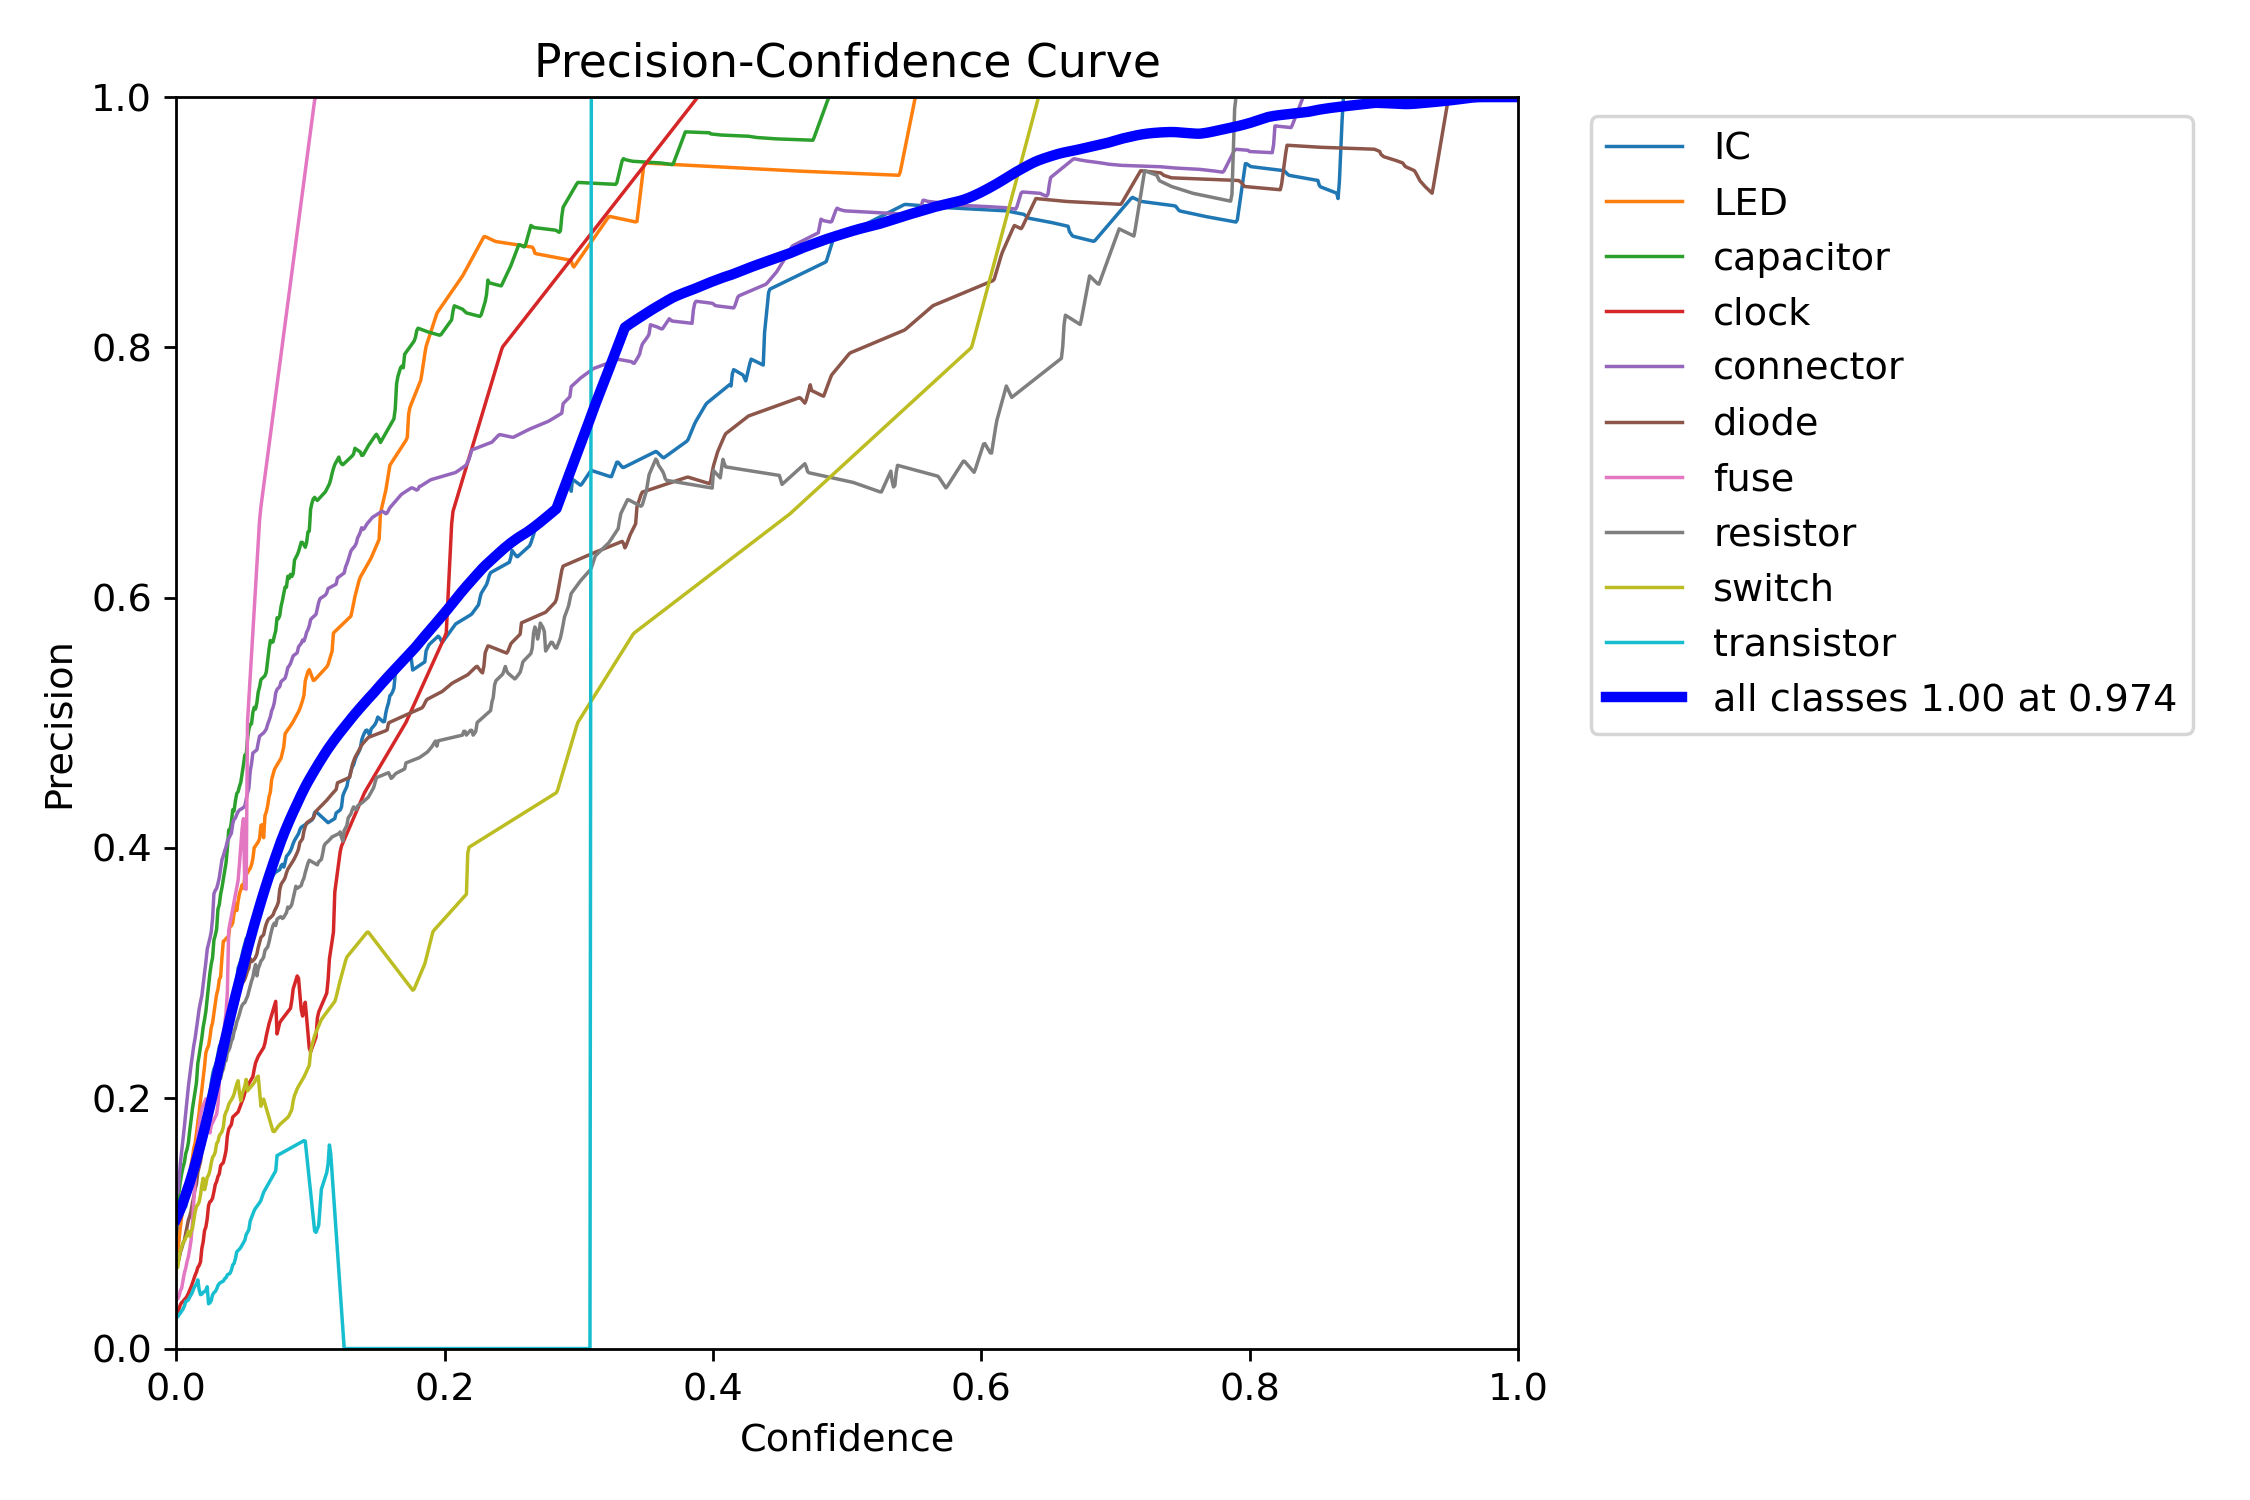 Precision-Confidence Curve
1.0
0.8
0.6
0.4
0.2
0.0
Precision
0.0 0.2 0.4 0.6 0.8 1.0
Confidence
IC
LED
capacitor
clock
connector
diode
fuse
resistor
switch
transistor
all classes 1.00 at 0.974